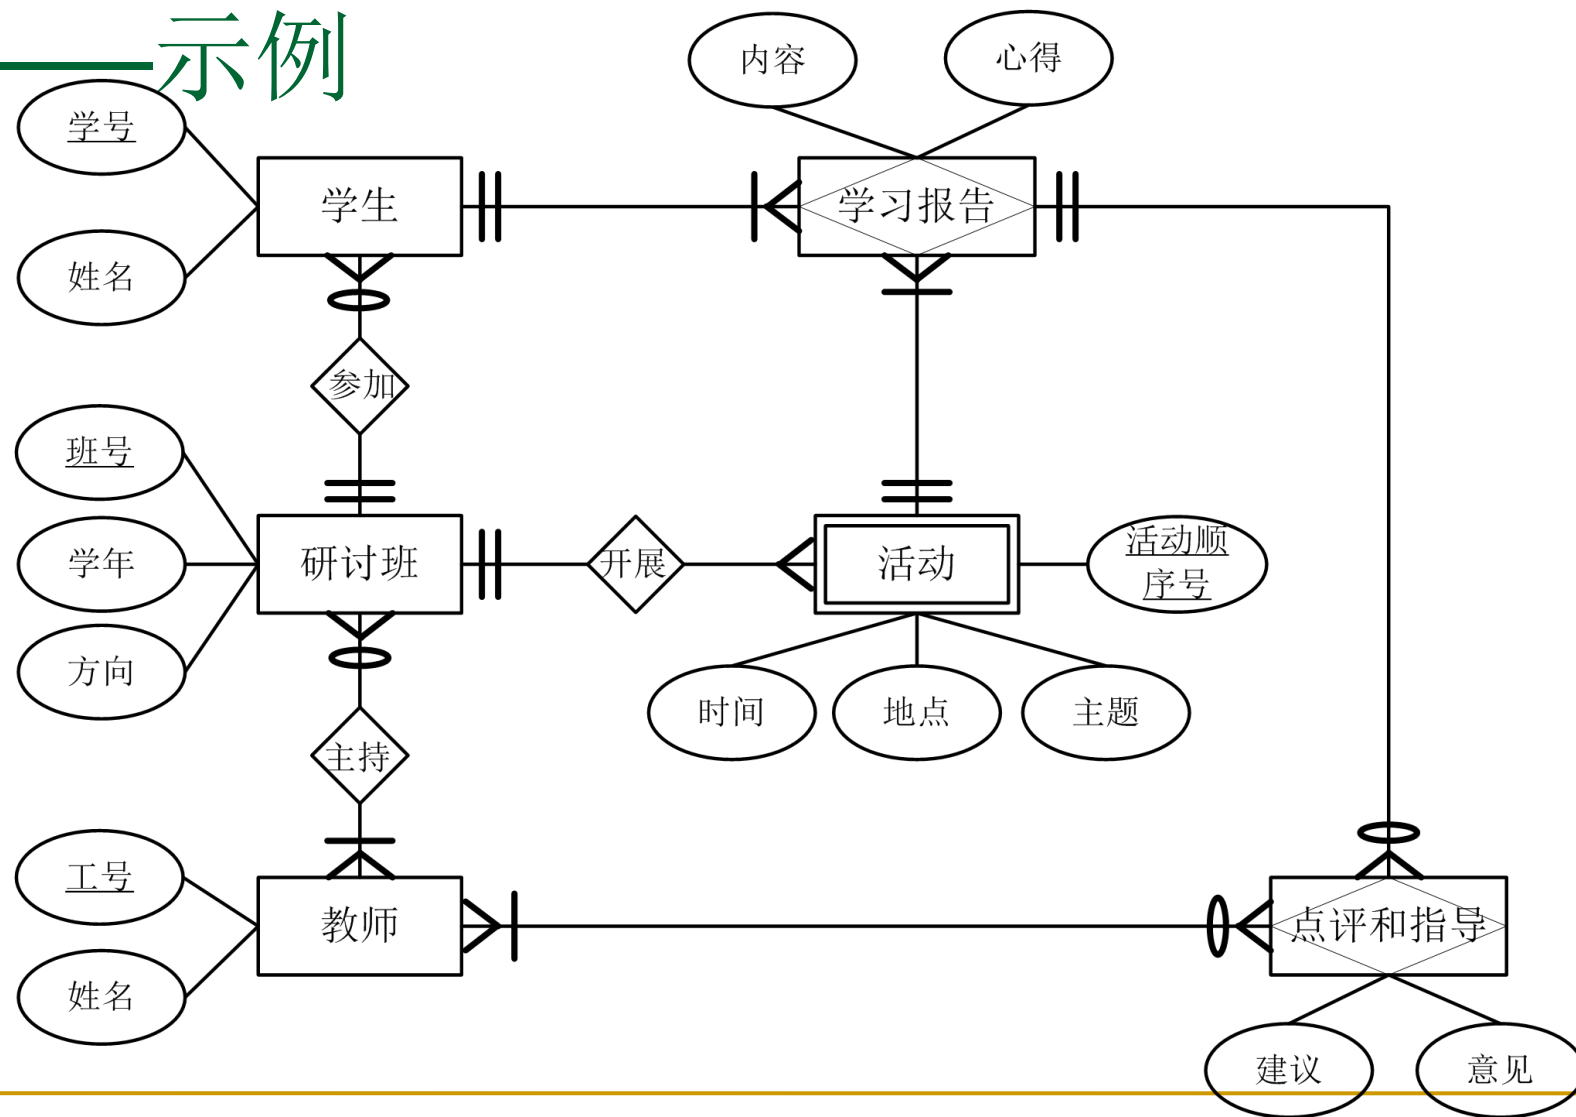 ——示例
内容
心得
学号
学生
学习报告
姓名
参加
班号
学年
研讨班
开展
活动
活动顺
序号
方向
时间
地点
主题
主持
工号
教师
点评和指导
姓名
建议
意见